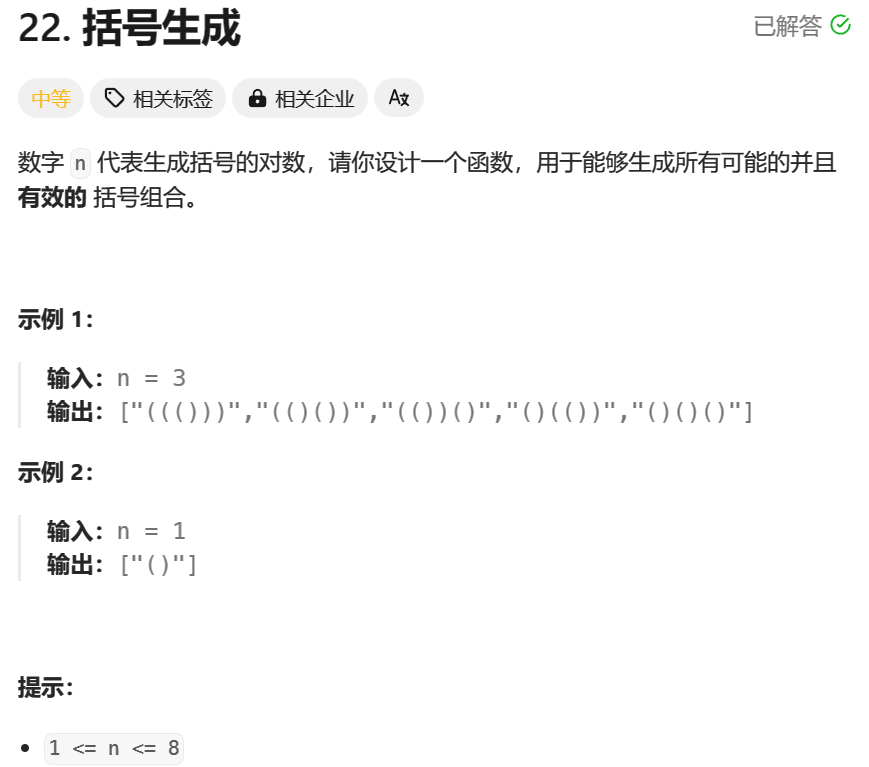 22. 括号生成
已解答
中等 相关标签 相关企业 Ax
数字 n 代表生成括号的对数，请你设计一个函数，用于能够生成所有可能的并且
有效的 括号组合。
示例 1：
输入：n = 3
输出：["((()))","(()())","(())()","()(())","()()()"]
示例 2：
输入：n = 1
输出：["()"]
提示：
• 1 <= n <= 8